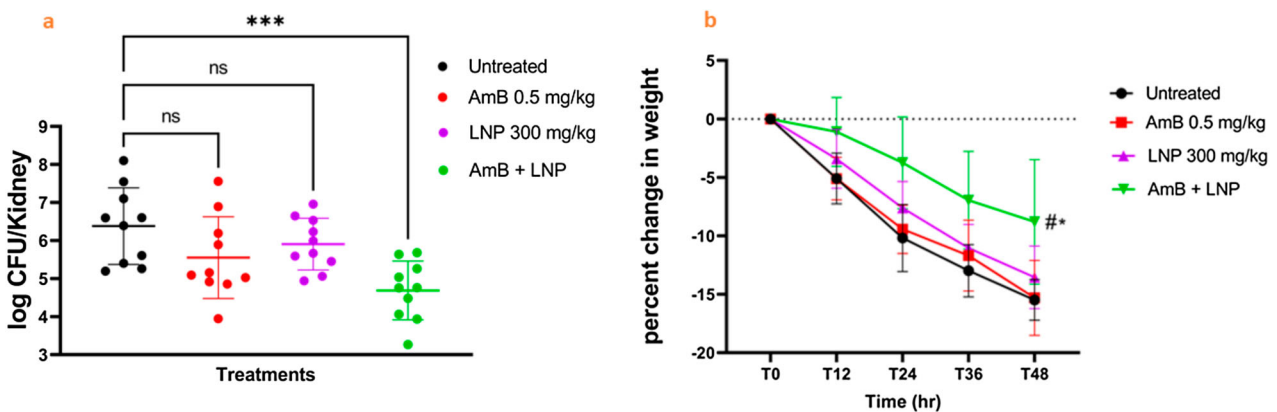 a
***
ns
ns
Untreated
AmB 0.5 mg/kg
LNP 300 mg/kg
AmB + LNP
log CFU/Kidney
9
8
7
6
5
4
3
Treatments
b
percent change in weight
5
0
-5
-10
-15
-20
T0 T12 T24 T36 T48
Time (hr)
#*
Untreated
AmB 0.5 mg/kg
LNP 300 mg/kg
AmB + LNP